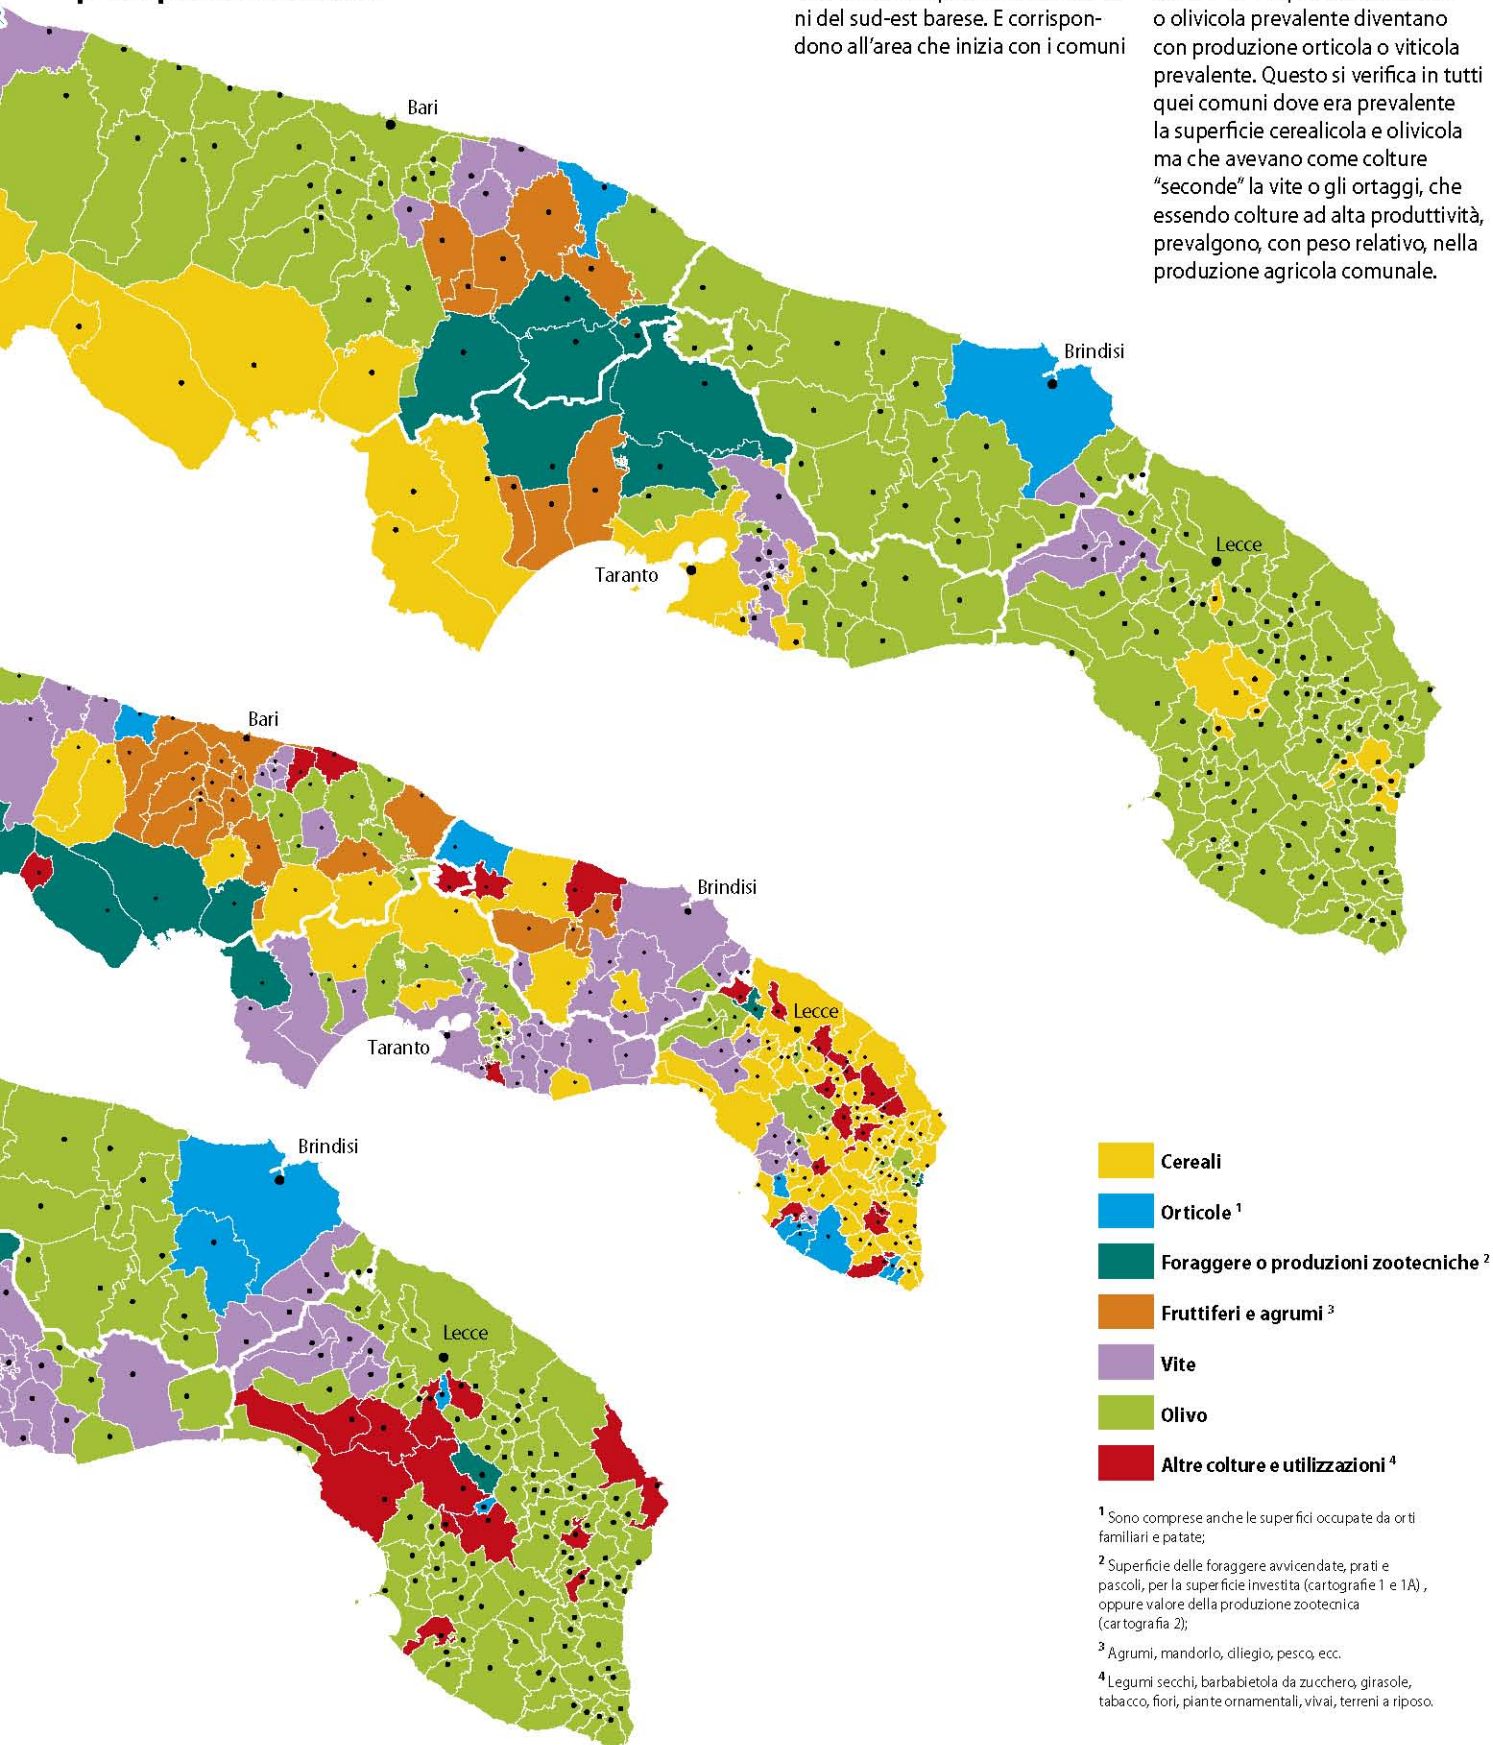 ni del sud-est barese. E corrispon-
dono all’area che inizia con i comuni
o olivicola prevalente diventano
con produzione orticola o viticola
prevalente. Questo si verifica in tutti
quei comuni dove era prevalente
la superficie cerealicola e olivicola
ma che avevano come colture
“seconde” la vite o gli ortaggi, che
essendo colture ad alta produttività,
prevalgono, con peso relativo, nella
produzione agricola comunale.
Bari
Brindisi
Lecce
Taranto
Bari
Brindisi
Lecce
Taranto
Brindisi
Lecce
Cereali
Orticole 1
Foraggere o produzioni zootecniche 2
Fruttiferi e agrumi 3
Vite
Olivo
Altre colture e utilizzazioni 4
1 Sono comprese anche le superfici occupate da orti
familiari e patate;
2 Superficie delle foraggere avvicendate, prati e
pascoli, per la superficie investita (cartografie 1 e 1A) ,
oppure valore della produzione zootecnica
(cartografia 2);
3 Agrumi, mandorlo, ciliegio, pesco, ecc.
4 Legumi secchi, barbabietola da zucchero, girasole,
tabacco, fiori, piante ornamentali, vivai, terreni a riposo.